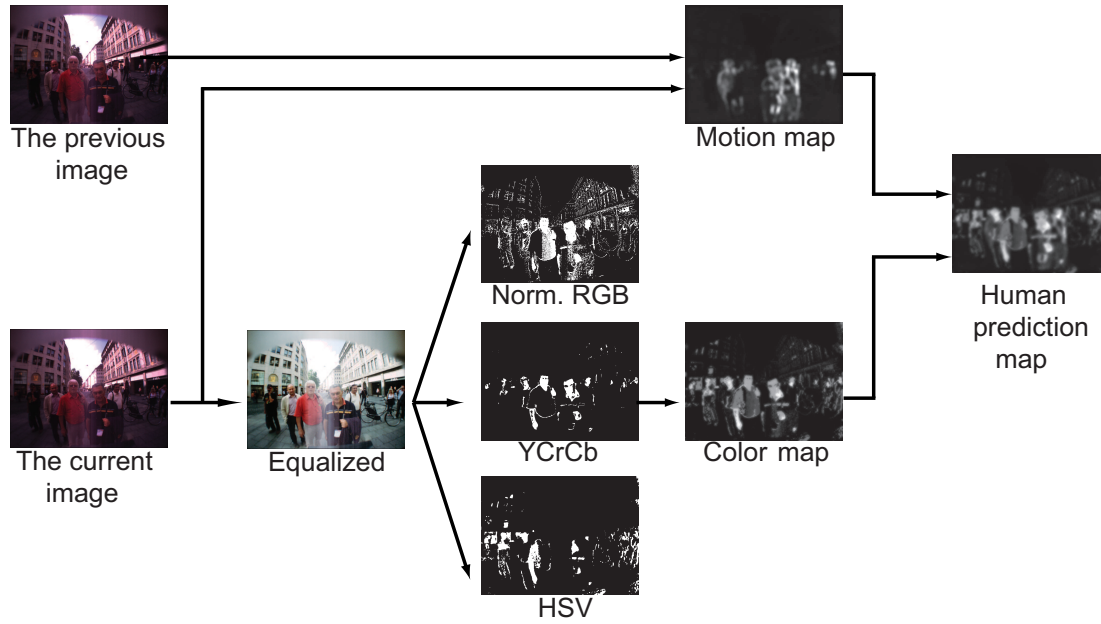 The previous
image
Motion map
Norm. RGB
Human
prediction
map
The current
image
Equalized
YCrCb
Color map
HSV